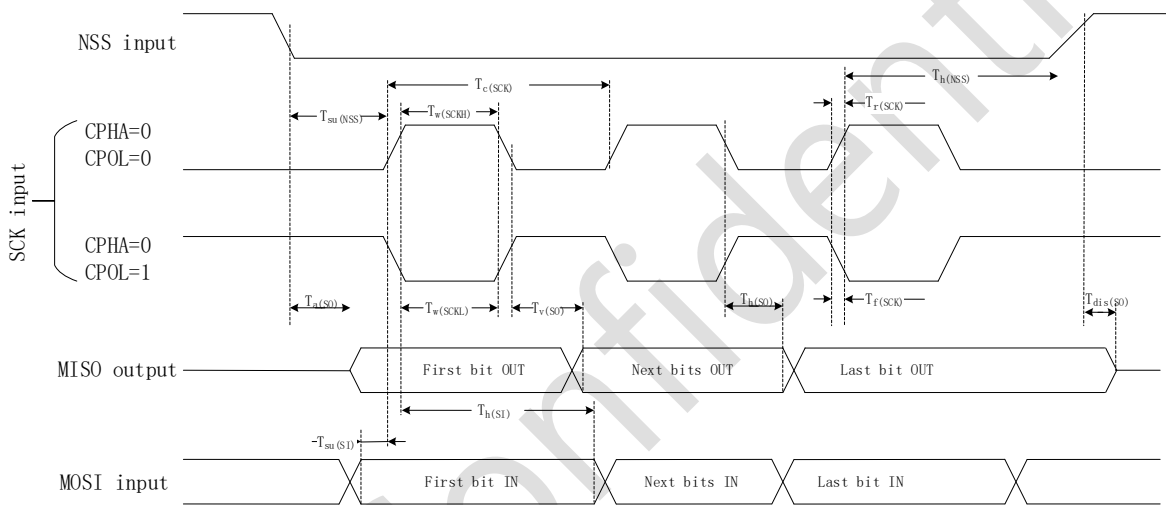 NSS input
Th(NSS)
Tc(SCK)
Tr(SCK)
Tsu(NSS)
Tw(SCKH)
SCK input
CPHA=0
CPOL=0
CPHA=0
CPOL=1
Ta(SO)
Tw(SCKL)
Tv(SO)
Th(SO)
Tf(SCK)
Tdis(SO)
MISO output
First bit OUT
Next bits OUT
Last bit OUT
Th(SI)
Tsu(SI)
MOSI input
First bit IN
Next bits IN
Last bit IN
onfidenti